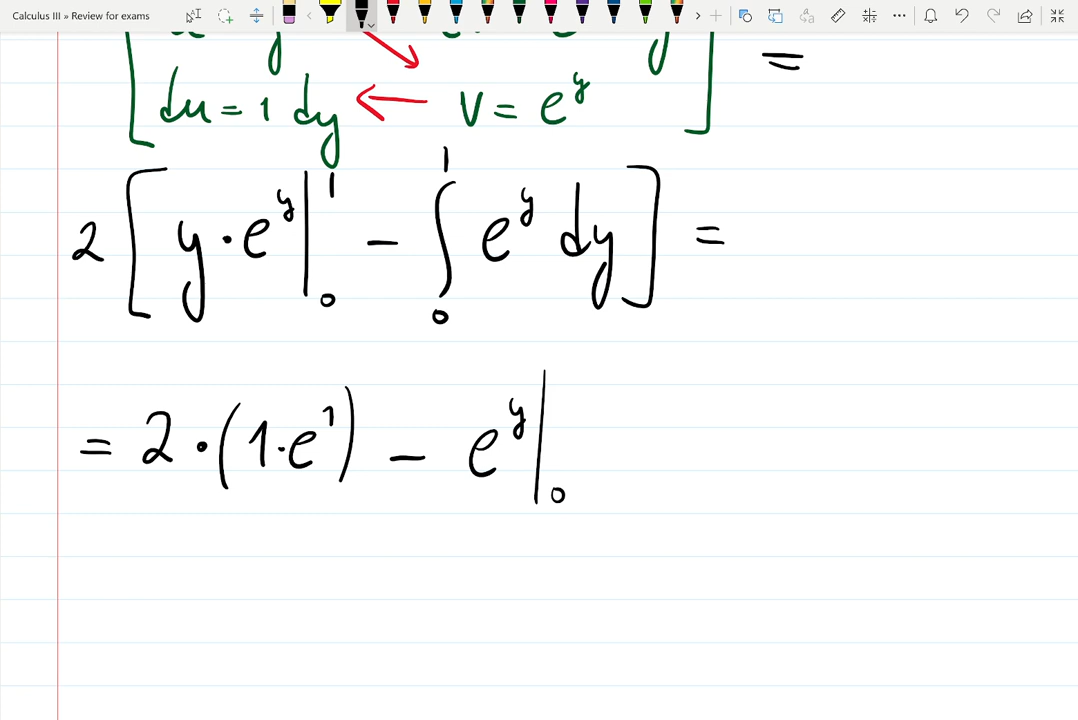 Calculus III » Review for exams
du = 1 dy v = e^y =
2 [ y · e^y |_0^1 − ∫_0^1 e^y dy ] =
= 2 · (1 · e^1) − e^y |_0